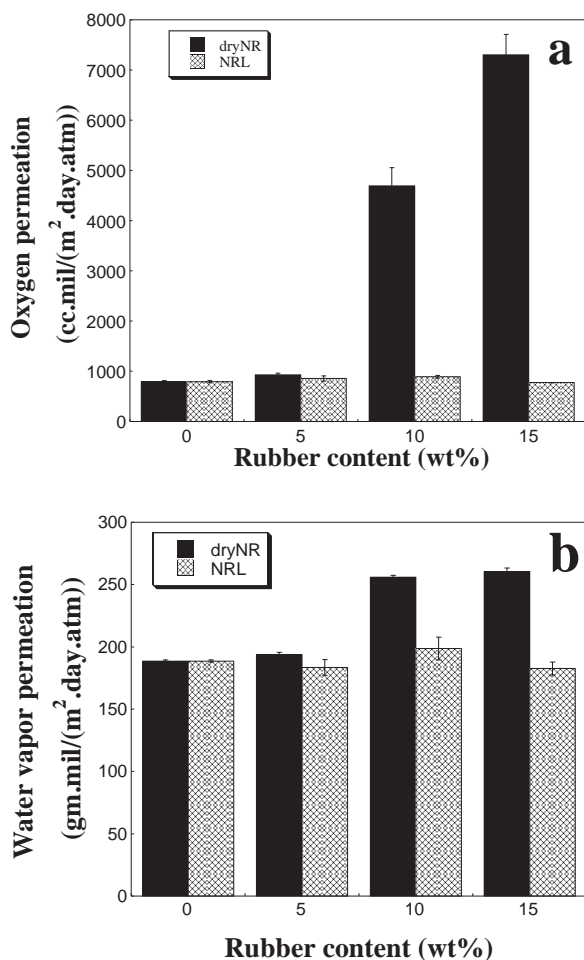 8000
7000
6000
5000
4000
3000
2000
1000
0
Oxygen permeation
(cc.mil/(m².day.atm))
dryNR
NRL
a
0 5 10 15
Rubber content (wt%)
300
250
200
150
100
50
0
Water vapor permeation
(gm.mil/(m².day.atm))
dryNR
NRL
b
0 5 10 15
Rubber content (wt%)